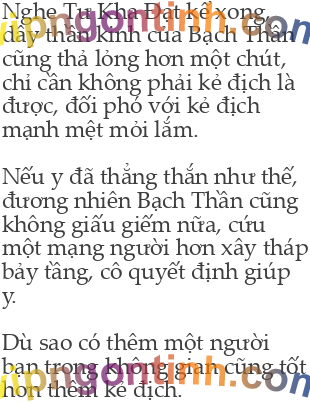 Nghe Tư Kha Đạt kể xong,
dây thần kinh của Bạch Thần
cũng thả lỏng hơn một chút,
chỉ cần không phải kẻ địch là
được, đối phó với kẻ địch
mạnh mệt mỏi lắm.
Nếu y đã thẳng thắn như thế,
đương nhiên Bạch Thần cũng
không giấu giếm nữa, cứu
một mạng người hơn xây tháp
bảy tầng, cô quyết định giúp
y.
Dù sao có thêm một người
bạn trong không gian cũng tốt
hơn thêm kẻ địch.